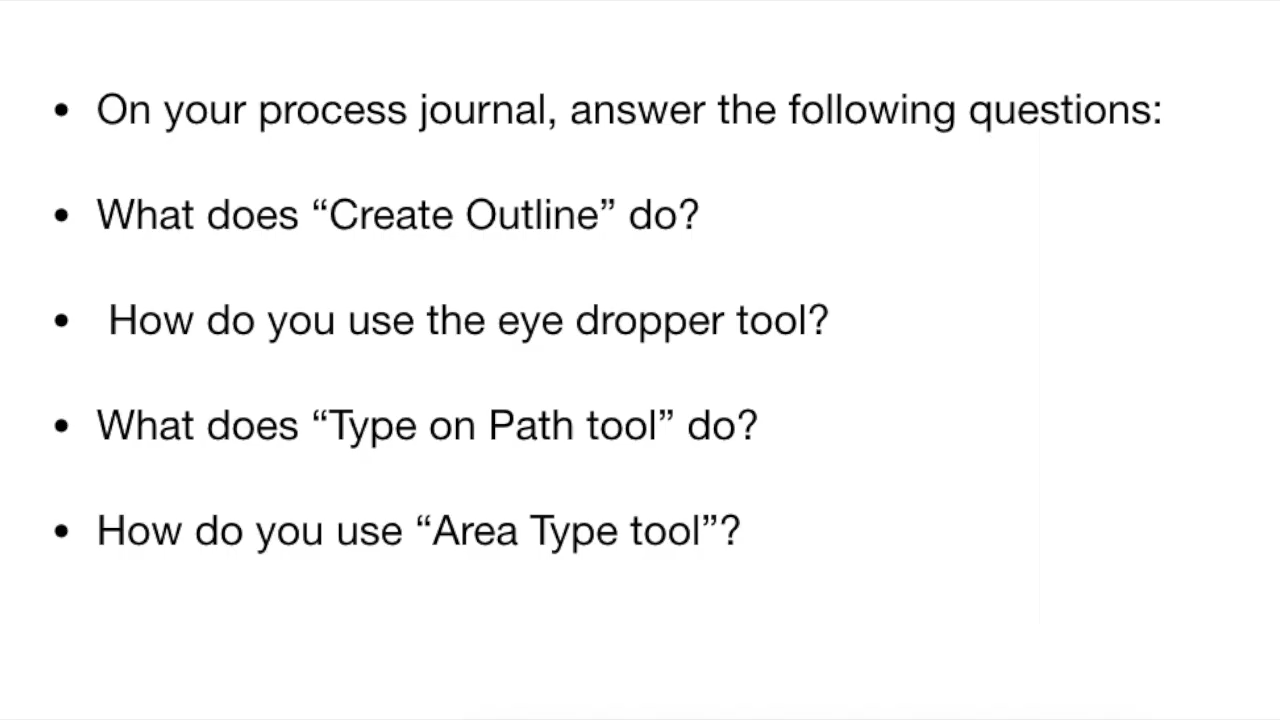 • On your process journal, answer the following questions:
• What does “Create Outline” do?
• How do you use the eye dropper tool?
• What does “Type on Path tool” do?
• How do you use “Area Type tool”?